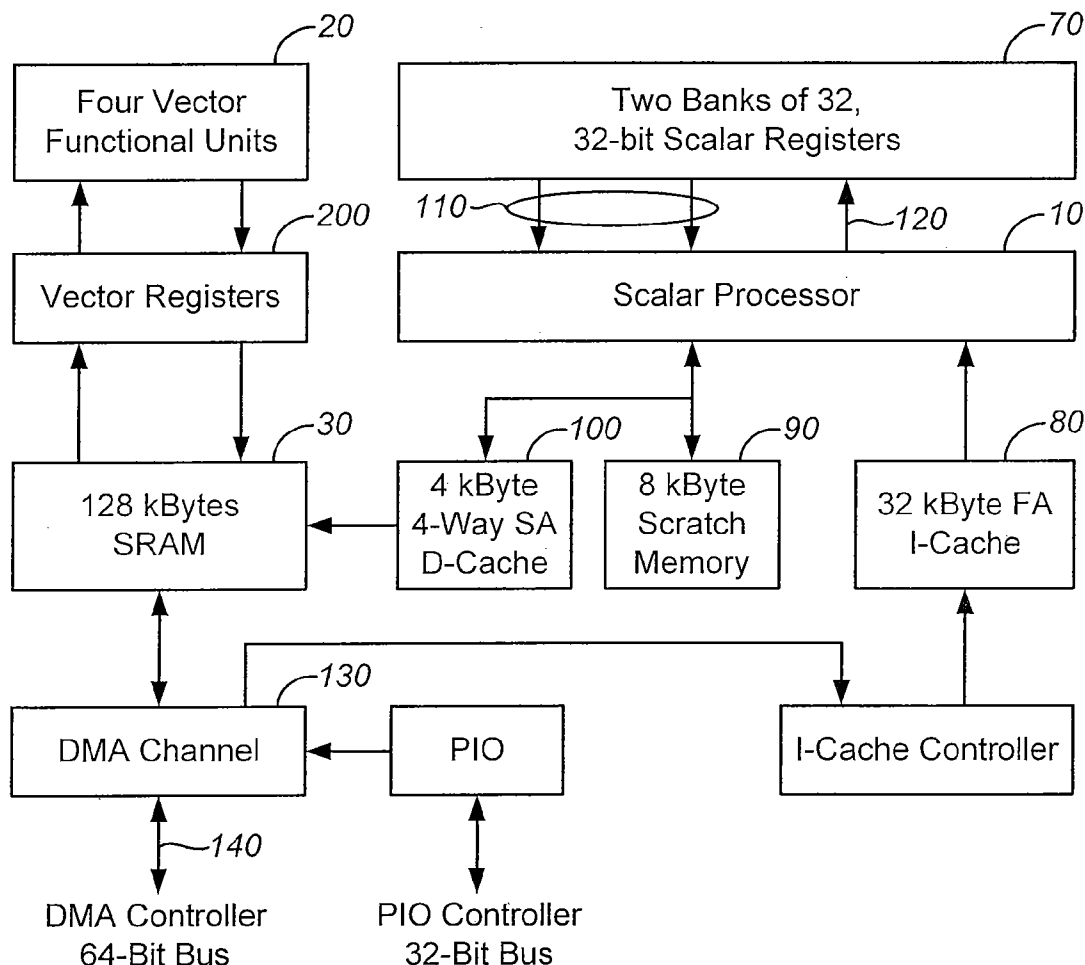 20
70
Four Vector
Functional Units
Two Banks of 32,
32-bit Scalar Registers
110
200
120
10
Vector Registers
Scalar Processor
30
100
90
80
128 kBytes
SRAM
4 kByte
4-Way SA
D-Cache
8 kByte
Scratch
Memory
32 kByte FA
I-Cache
130
DMA Channel
PIO
I-Cache Controller
140
DMA Controller
64-Bit Bus
PIO Controller
32-Bit Bus